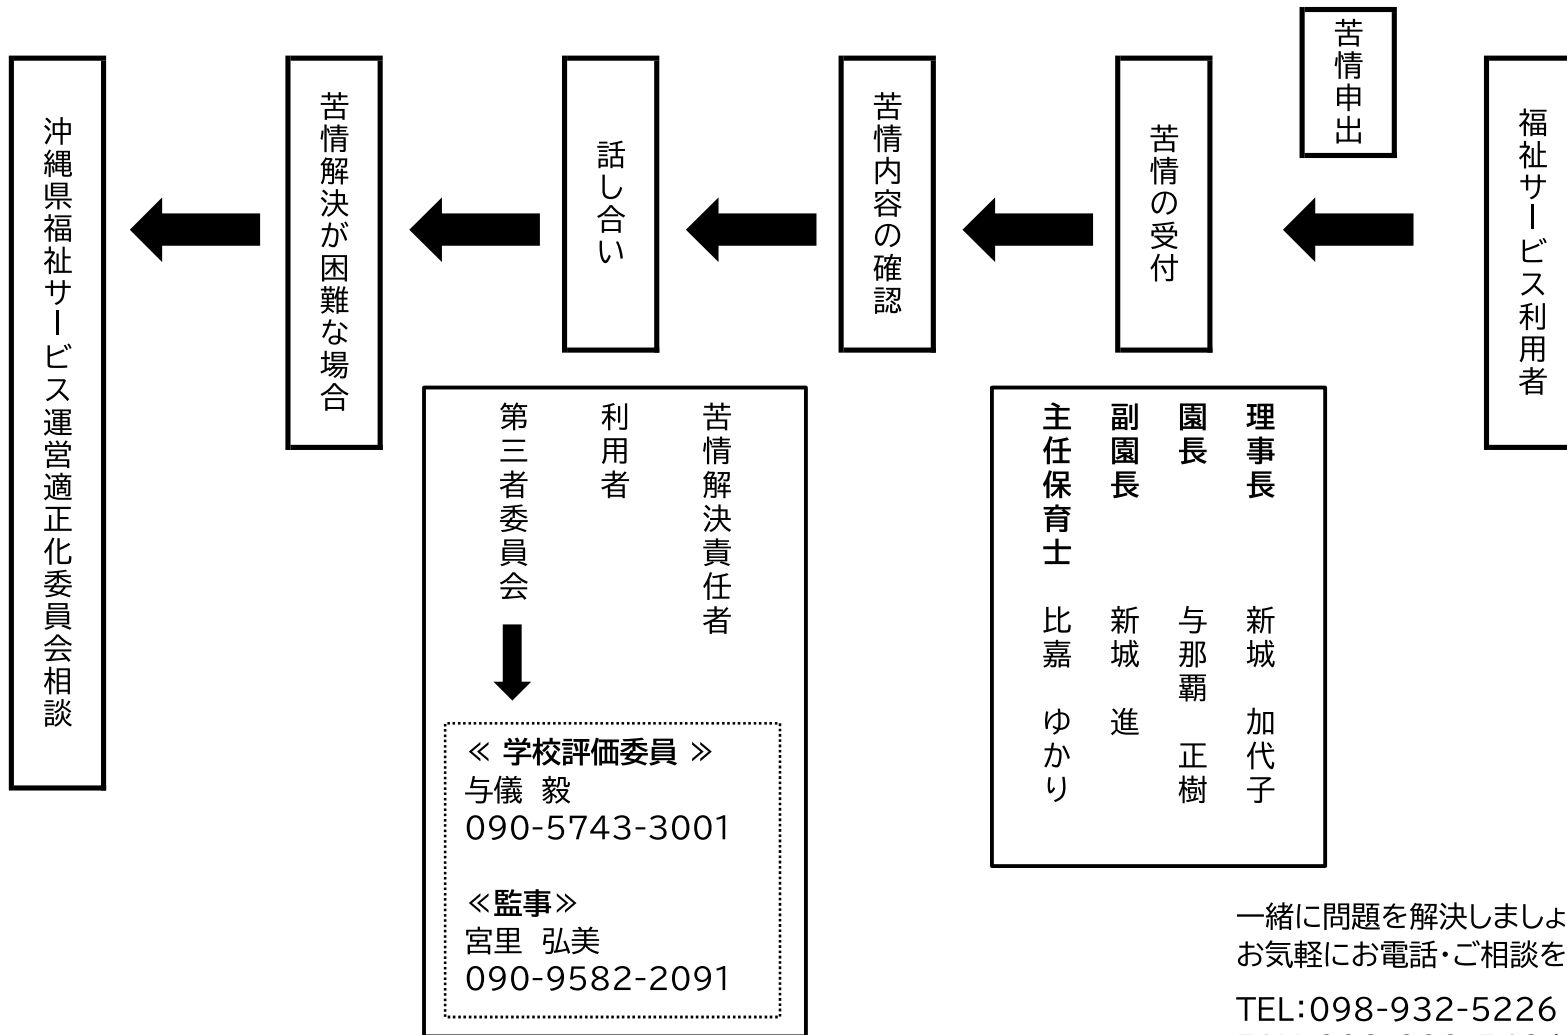 福祉サービス利用者
苦情申出
苦情の受付
理事長 新城 加代子
園長 与那覇 正樹
副園長 新城 進
主任保育士 比嘉 ゆかり
苦情内容の確認
話し合い
苦情解決責任者
利用者
第三者委員会
≪ 学校評価委員 ≫
与儀 毅
090-5743-3001
≪監事≫
宮里 弘美
090-9582-2091
苦情解決が困難な場合
沖縄県福祉サービス運営適正化委員会相談
一緒に問題を解決しましょ
お気軽にお電話・ご相談を
TEL:098-932-5226